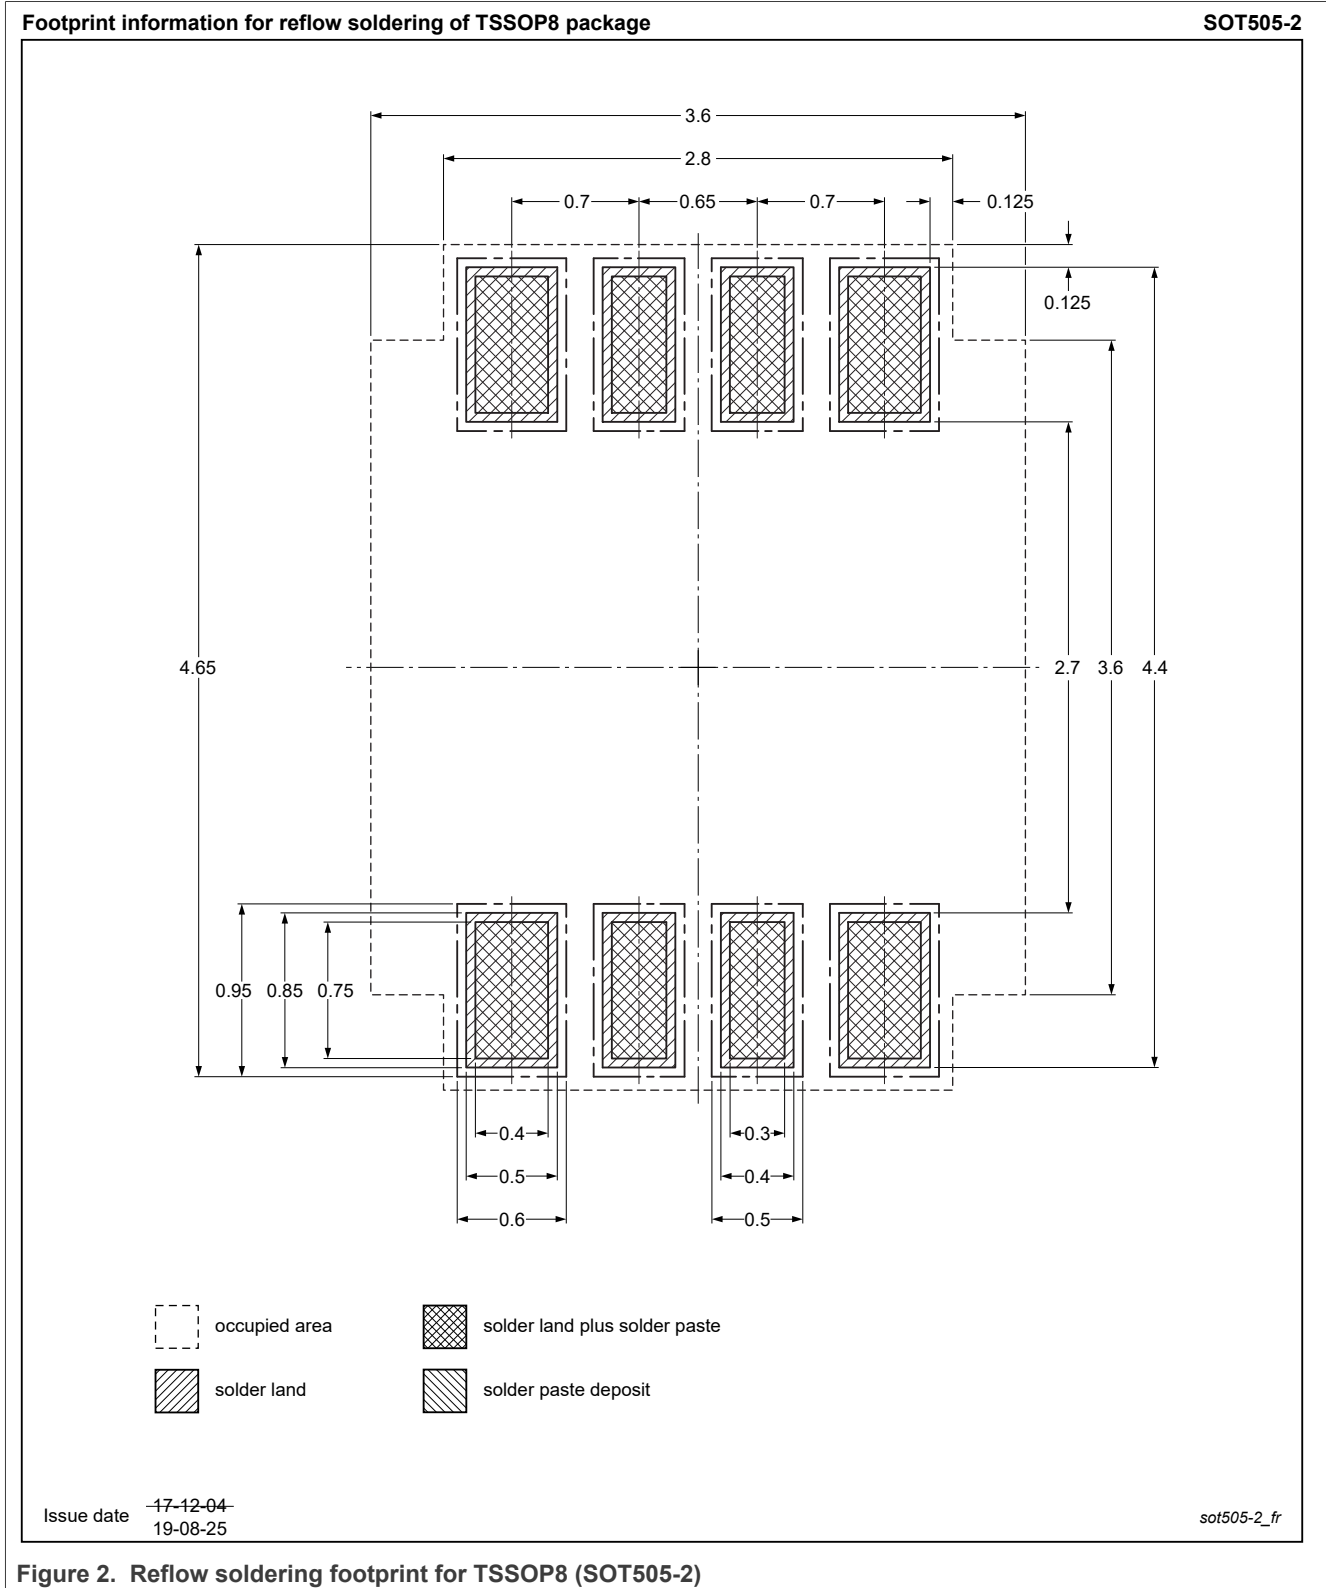 Footprint information for reflow soldering of TSSOP8 package SOT505-2
3.6
2.8
0.7 0.65 0.7 0.125
0.125
4.65 2.7 3.6 4.4
0.95 0.85 0.75
0.4 0.3
0.5 0.4
0.6 0.5
occupied area solder land plus solder paste
solder land solder paste deposit
17-12-04
Issue date sot505-2_fr
19-08-25
Figure 2. Reflow soldering footprint for TSSOP8 (SOT505-2)